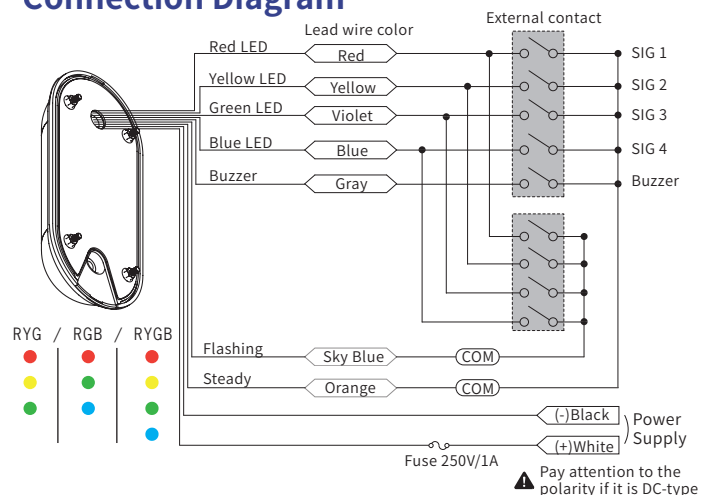 Connection Diagram
External contact
Lead wire color
Red LED Red SIG 1
Yellow LED Yellow SIG 2
Green LED Violet SIG 3
Blue LED Blue SIG 4
Buzzer Gray Buzzer
RYG / RGB / RYGB
Flashing Sky Blue COM
Steady Orange COM
(-)Black
Power
Supply
(+)White
Fuse 250V/1A
Pay attention to the
polarity if it is DC-type